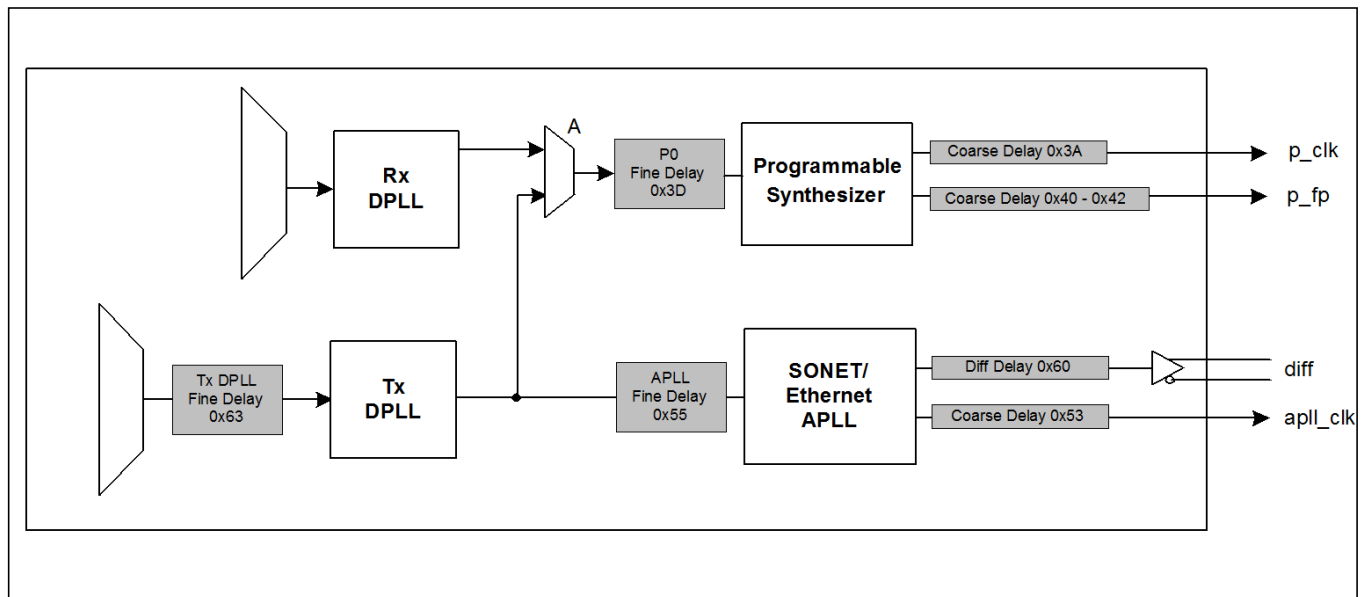 A
Rx
DPLL
P0
Fine Delay
0x3D
Programmable
Synthesizer
Coarse Delay 0x3A
p_clk
Coarse Delay 0x40 - 0x42
p_fp
Tx DPLL
Fine Delay
0x63
Tx
DPLL
APLL
Fine Delay
0x55
SONET/
Ethernet
APLL
Diff Delay 0x60
diff
Coarse Delay 0x53
apll_clk